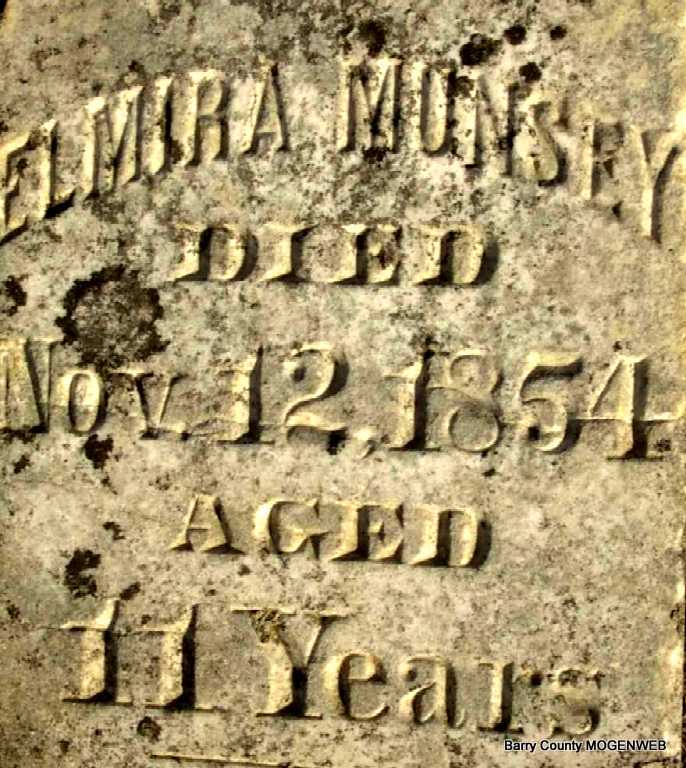 ELMIRA MUNSEY
DIED
Nov. 12, 1854
AGED
11 Years
Barry County MOGENWEB